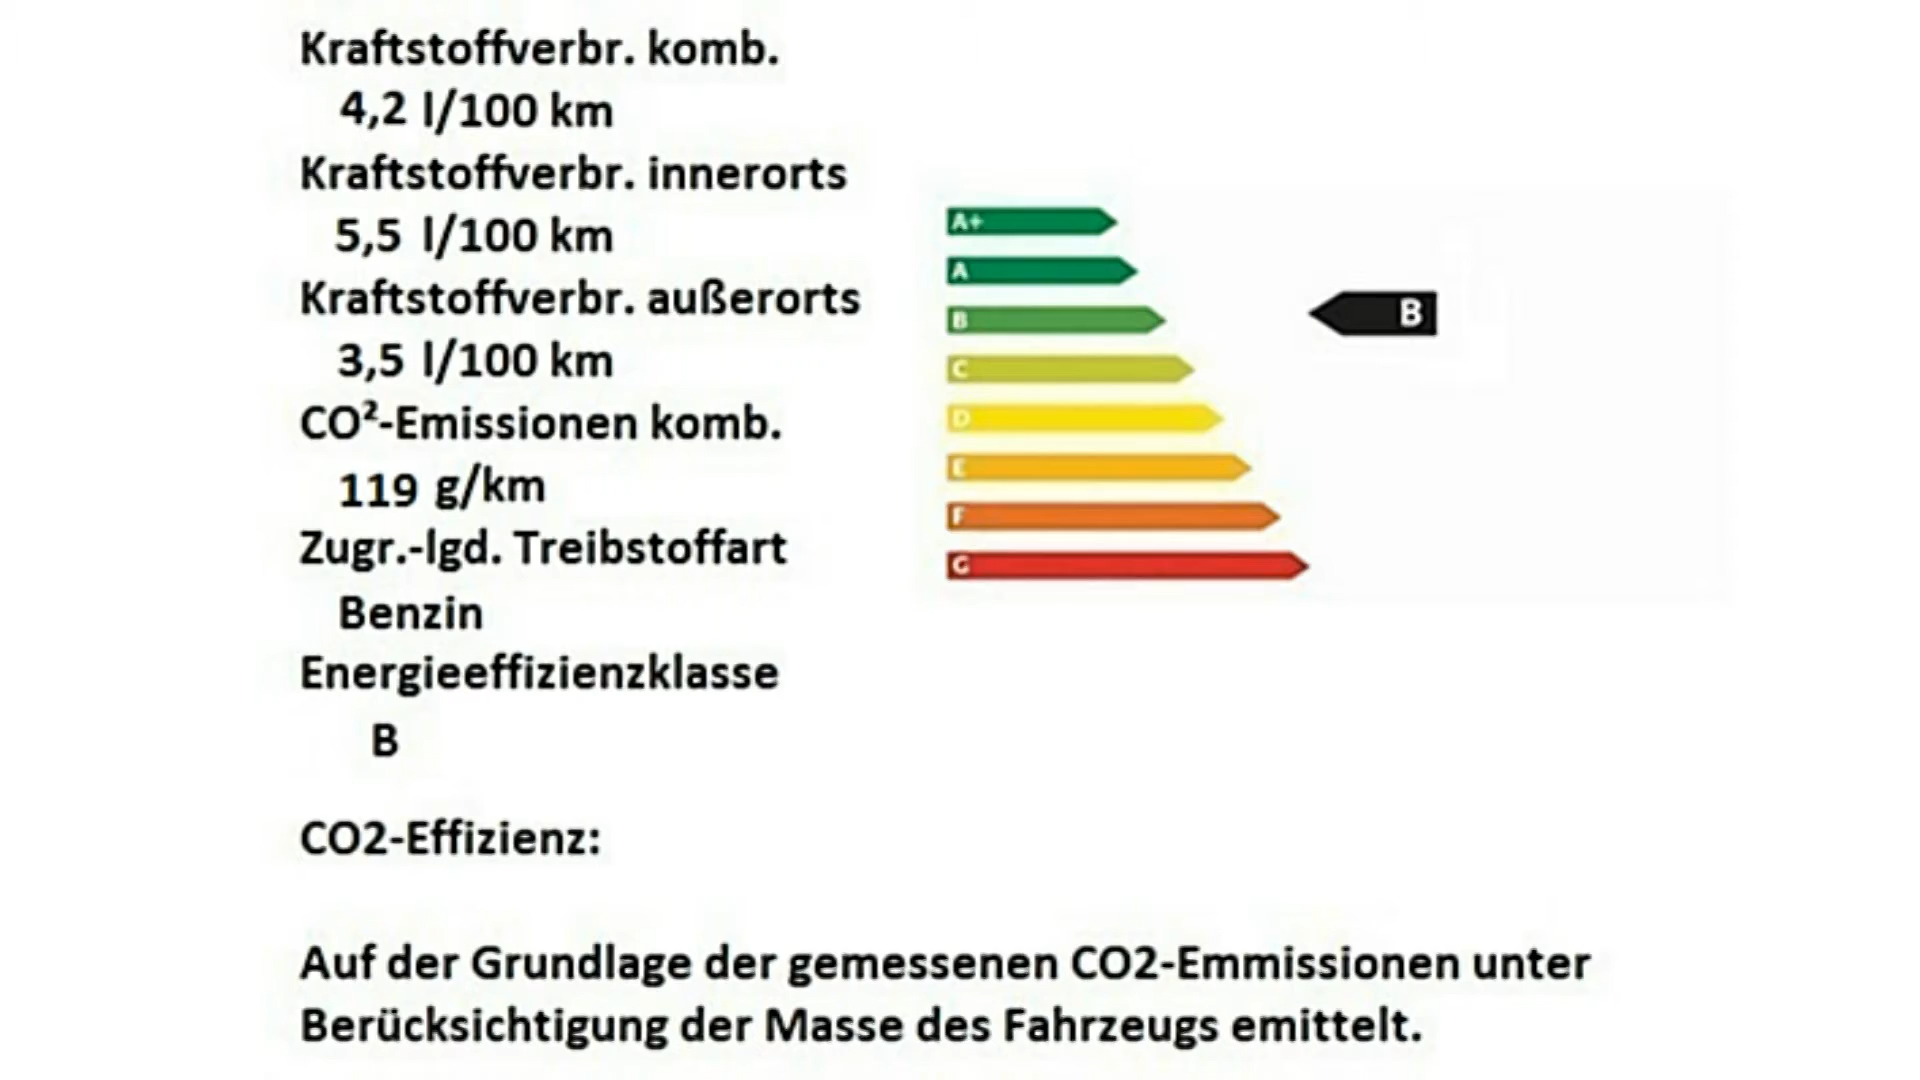 Kraftstoffverbr. komb.
4,2 l/100 km
Kraftstoffverbr. innerorts
5,5 l/100 km
Kraftstoffverbr. außerorts
3,5 l/100 km
CO²-Emissionen komb.
119 g/km
Zugr.-lgd. Treibstoffart
Benzin
Energieeffizienzklasse
B
A+
A
B
B
C
D
E
F
G
CO2-Effizienz:
Auf der Grundlage der gemessenen CO2-Emmissionen unter
Berücksichtigung der Masse des Fahrzeugs emittelt.